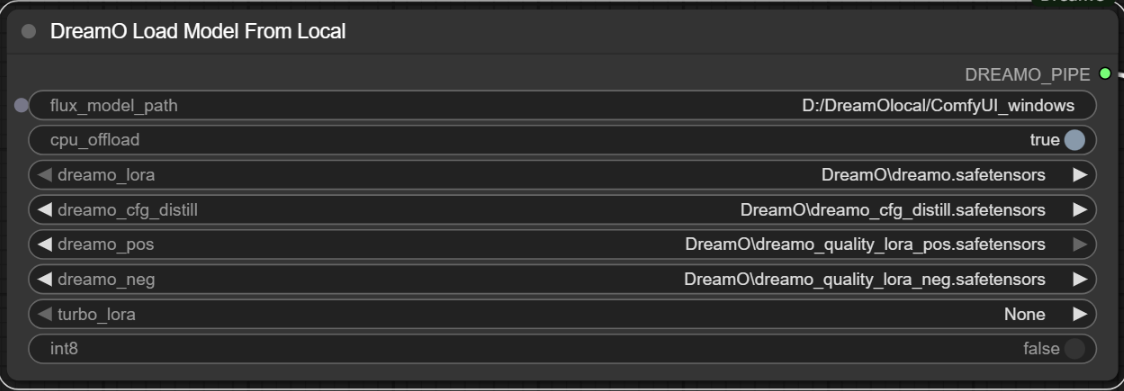 DreamO Load Model From Local
DREAMO_PIPE
flux_model_path D:/DreamOlocal/ComfyUI_windows
cpu_offload true
dreamo_lora DreamO\dreamo.safetensors
dreamo_cfg_distill DreamO\dreamo_cfg_distill.safetensors
dreamo_pos DreamO\dreamo_quality_lora_pos.safetensors
dreamo_neg DreamO\dreamo_quality_lora_neg.safetensors
turbo_lora None
int8 false